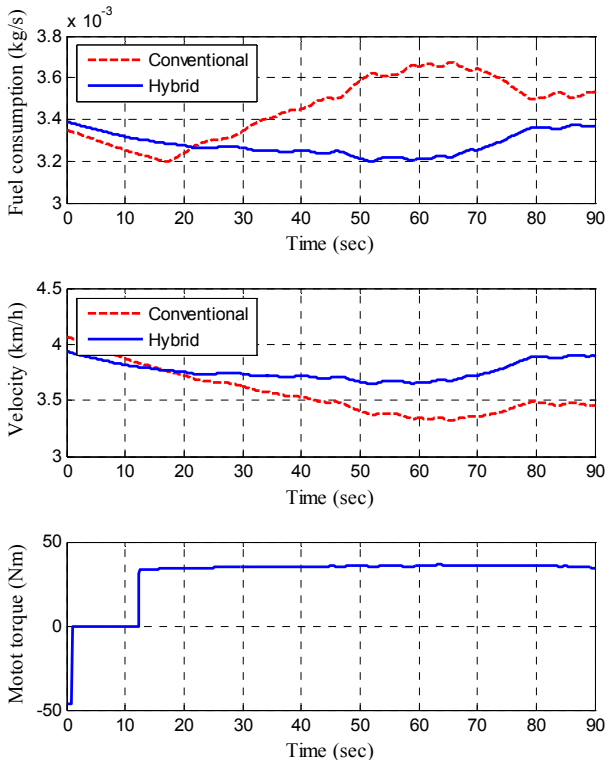 x 10^-3
Fuel consumption (kg/s)
3.8
3.6
3.4
3.2
3
Conventional
Hybrid
0 10 20 30 40 50 60 70 80 90
Time (sec)
Velocity (km/h)
4.5
4
3.5
3
Conventional
Hybrid
0 10 20 30 40 50 60 70 80 90
Time (sec)
Motot torque (Nm)
50
0
-50
0 10 20 30 40 50 60 70 80 90
Time (sec)